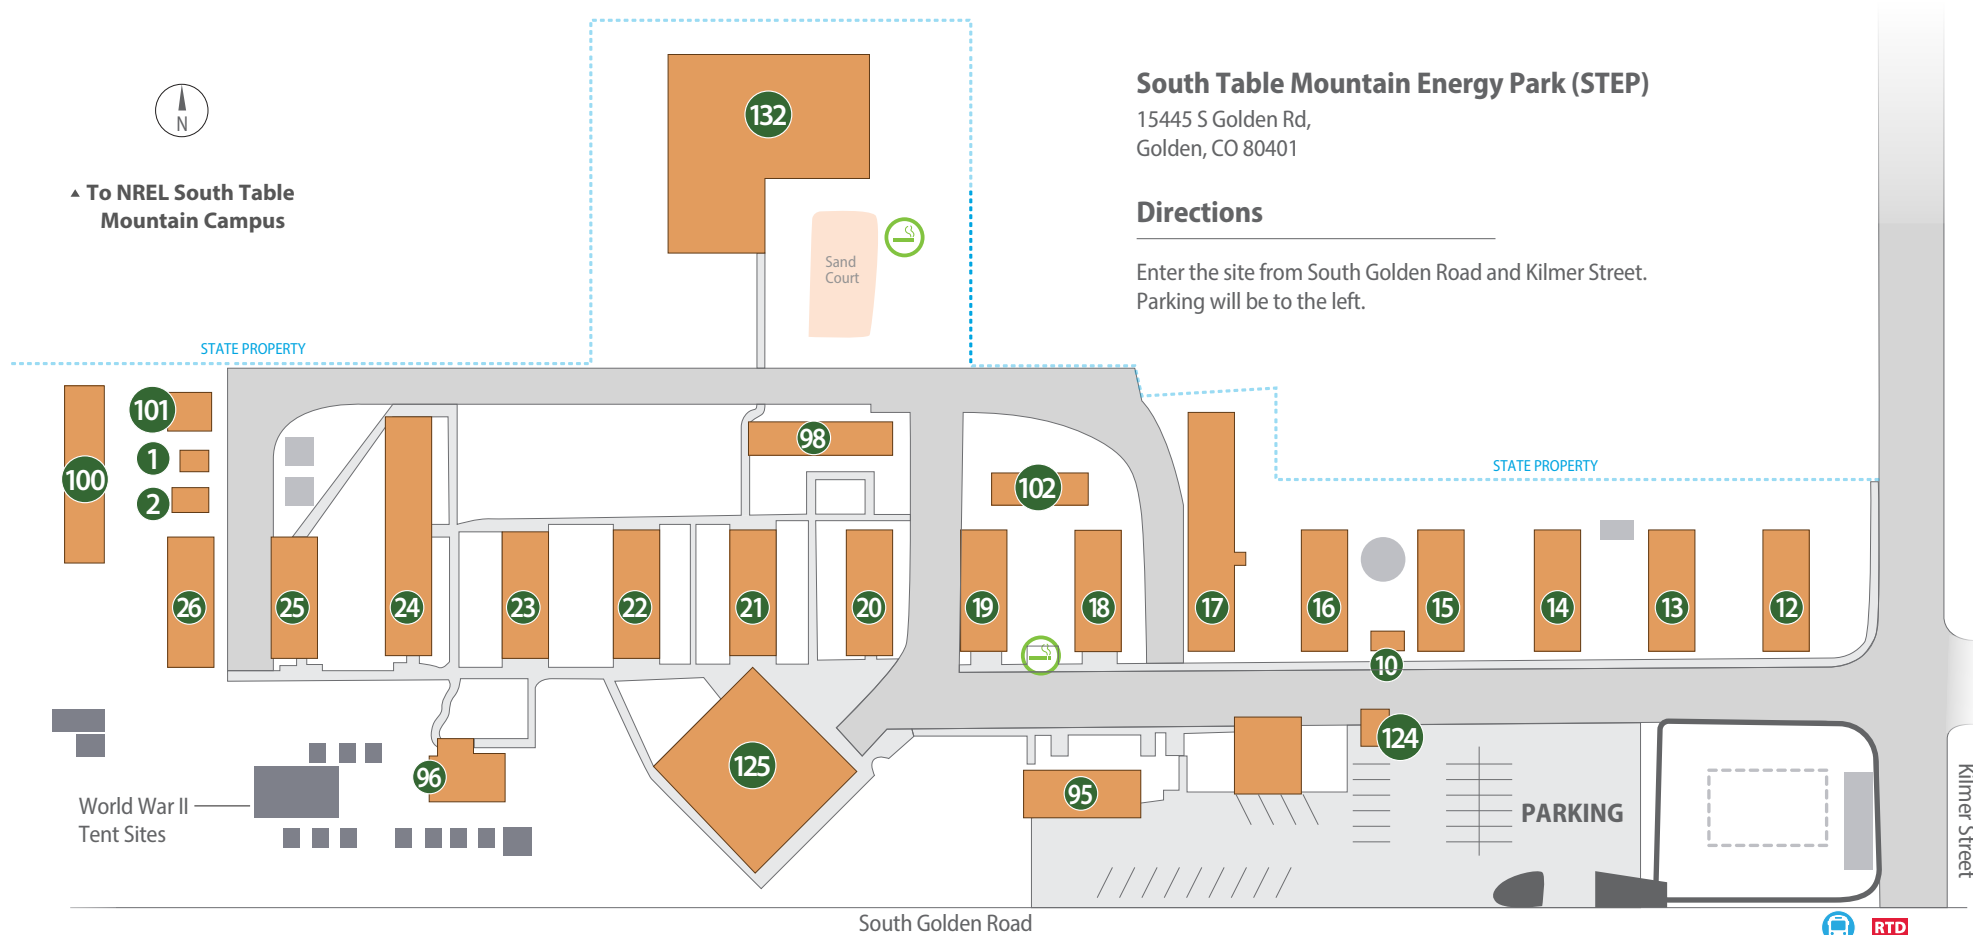 South Table Mountain Energy Park (STEP)
15445 S Golden Rd,
Golden, CO 80401
Directions
Enter the site from South Golden Road and Kilmer Street.
Parking will be to the left.
N
To NREL South Table
Mountain Campus
132
Sand
Court
STATE PROPERTY
STATE PROPERTY
101
1
100
2
98
102
26
25
24
23
22
21
20
19
18
17
16
15
14
13
12
10
124
125
96
95
World War II
Tent Sites
PARKING
Kilmer Street
South Golden Road
RTD